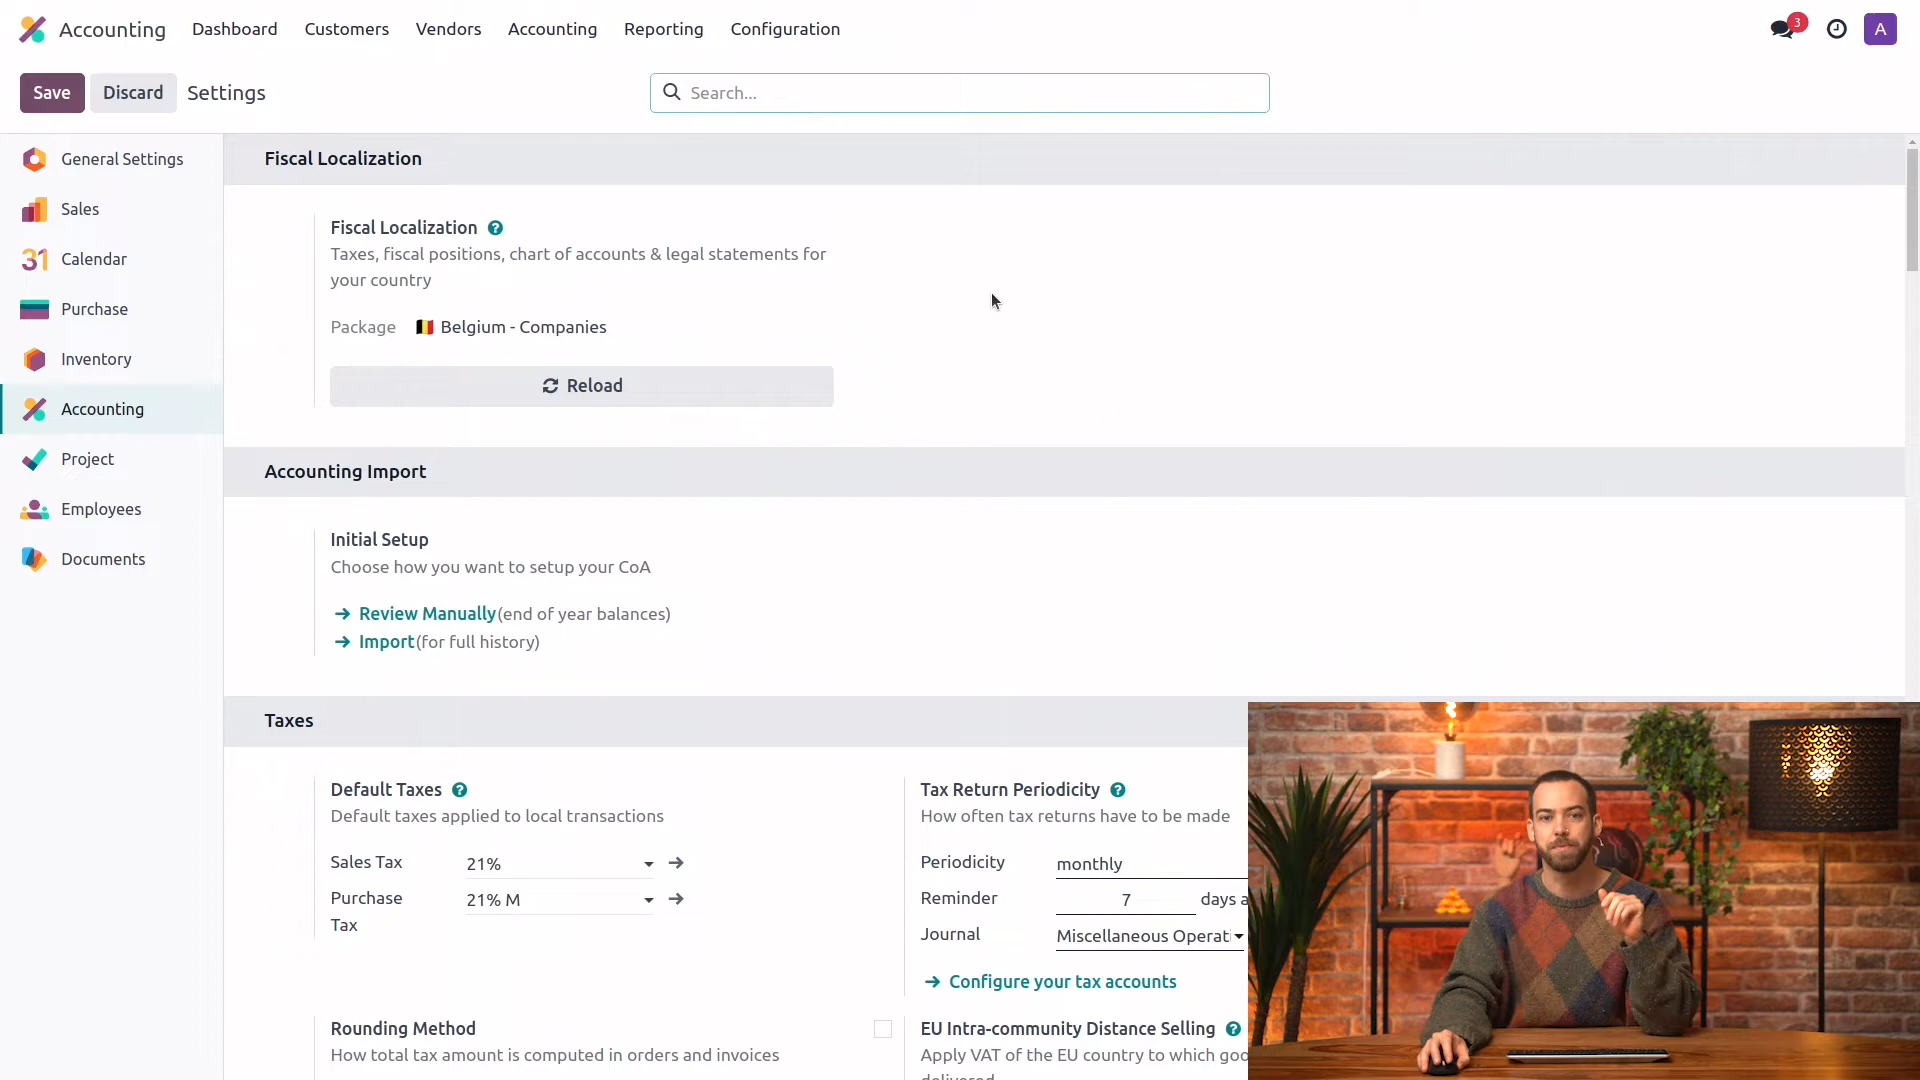 Accounting Dashboard Customers Vendors Accounting Reporting Configuration 3 A
Save Discard Settings Search...
General Settings
Sales
31 Calendar
Purchase
Inventory
Accounting
Project
Employees
Documents
Fiscal Localization
Fiscal Localization ?
Taxes, fiscal positions, chart of accounts & legal statements for
your country
Package Belgium - Companies
Reload
Accounting Import
Initial Setup
Choose how you want to setup your CoA
Review Manually (end of year balances)
Import (for full history)
Taxes
Default Taxes ?
Default taxes applied to local transactions
Sales Tax 21%
Purchase 21% M
Tax
Tax Return Periodicity ?
How often tax returns have to be made
Periodicity monthly
Reminder 7 days a
Journal Miscellaneous Operati
Configure your tax accounts
Rounding Method
How total tax amount is computed in orders and invoices
EU Intra-community Distance Selling ?
Apply VAT of the EU country to which goo